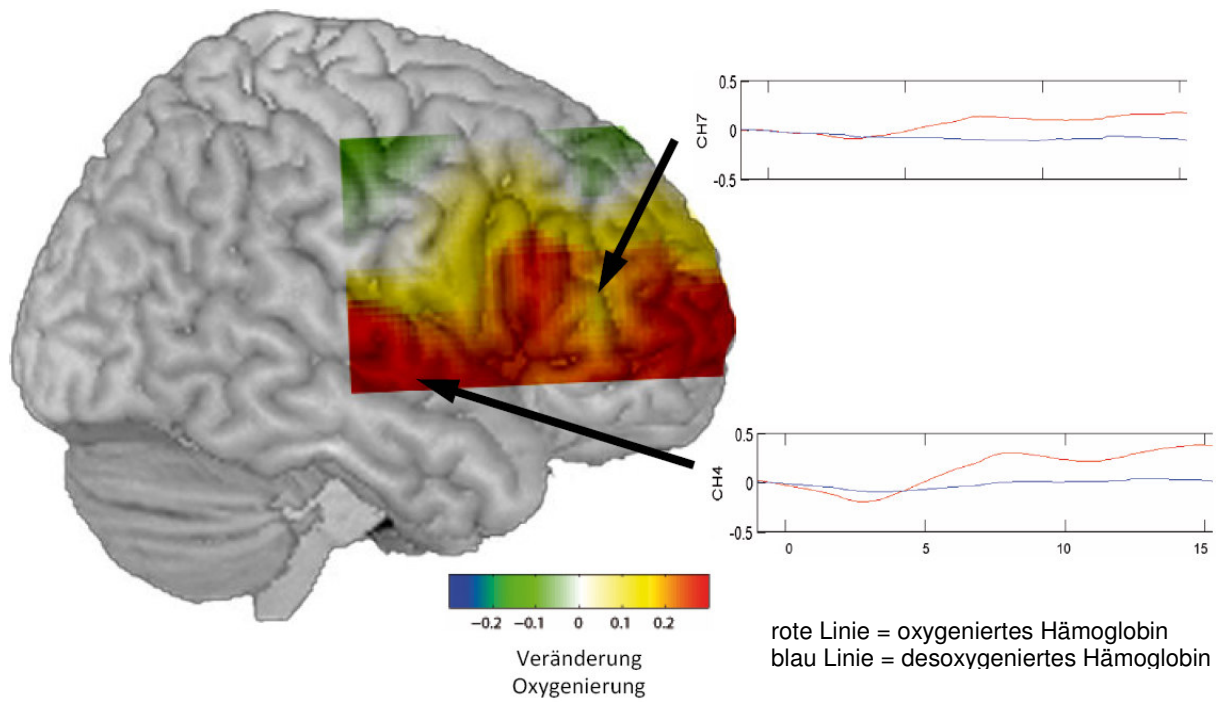 0.5
CH7
0
-0.5
0.5
CH4
0
-0.5
0 5 10 15
−0.2 −0.1 0 0.1 0.2
Veränderung
Oxygenierung
rote Linie = oxygeniertes Hämoglobin
blau Linie = desoxygeniertes Hämoglobin